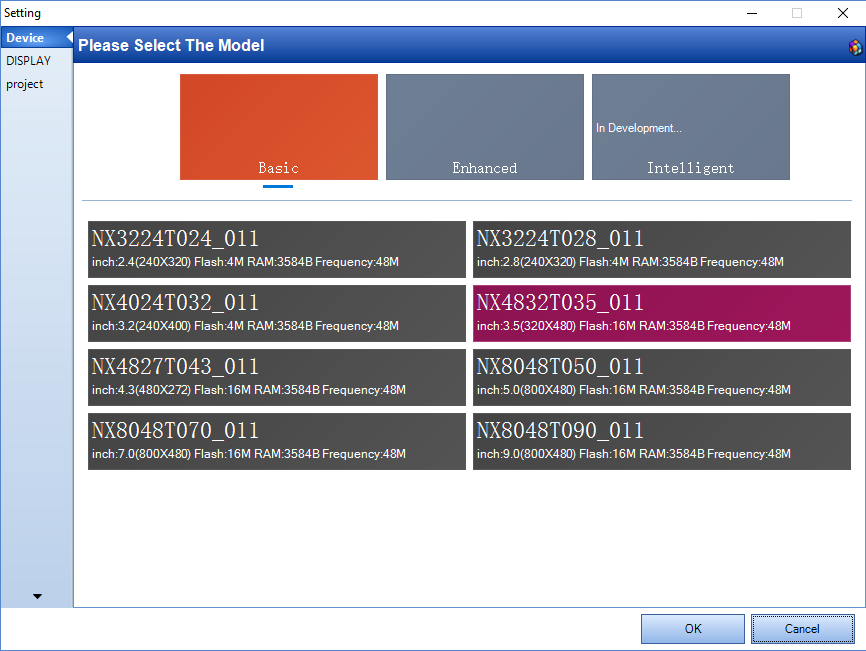 Setting
Device
DISPLAY
project
Please Select The Model
Basic
Enhanced
In Development...
Intelligent
NX3224T024_011
inch:2.4(240X320) Flash:4M RAM:3584B Frequency:48M
NX3224T028_011
inch:2.8(240X320) Flash:4M RAM:3584B Frequency:48M
NX4024T032_011
inch:3.2(240X400) Flash:4M RAM:3584B Frequency:48M
NX4832T035_011
inch:3.5(320X480) Flash:16M RAM:3584B Frequency:48M
NX4827T043_011
inch:4.3(480X272) Flash:16M RAM:3584B Frequency:48M
NX8048T050_011
inch:5.0(800X480) Flash:16M RAM:3584B Frequency:48M
NX8048T070_011
inch:7.0(800X480) Flash:16M RAM:3584B Frequency:48M
NX8048T090_011
inch:9.0(800X480) Flash:16M RAM:3584B Frequency:48M
OK
Cancel